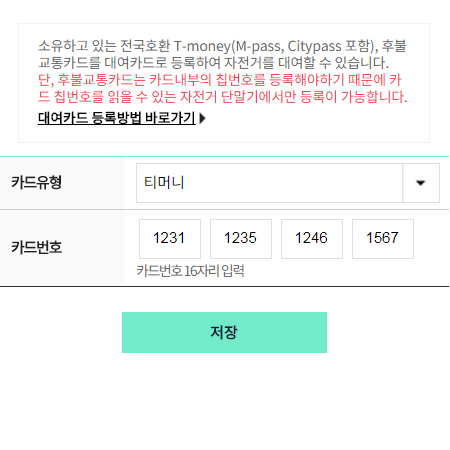 소유하고 있는 전국호환 T-money(M-pass, Citypass 포함), 후불
교통카드를 대여카드로 등록하여 자전거를 대여할 수 있습니다.
단, 후불교통카드는 카드내부의 칩번호를 등록해야하기 때문에 카
드 칩번호를 읽을 수 있는 자전거 단말기에서만 등록이 가능합니다.
대여카드 등록방법 바로가기
카드유형 티머니
카드번호 1231 1235 1246 1567
카드번호 16자리 입력
저장